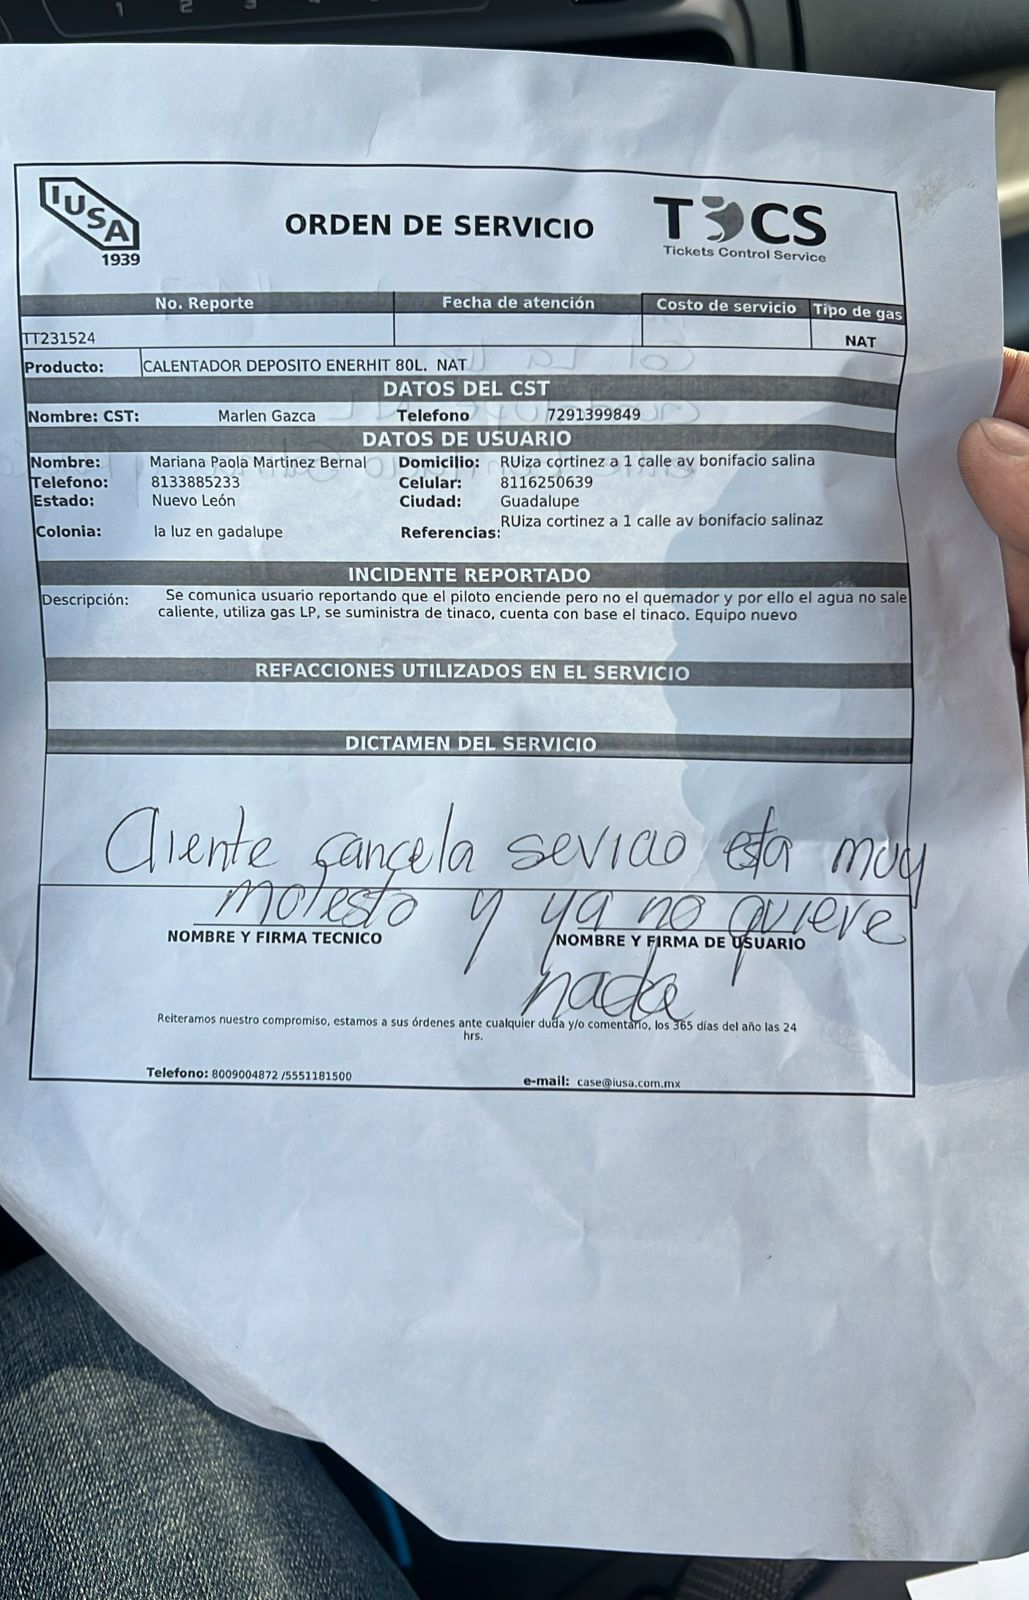 1 2 3 4
IUSA
1939
ORDEN DE SERVICIO
TCS
Tickets Control Service
No. Reporte Fecha de atención Costo de servicio Tipo de gas
TT231524 NAT
Producto: CALENTADOR DEPOSITO ENERHIT 80L. NAT
DATOS DEL CST
Nombre: CST: Marlen Gazca Telefono 7291399849
DATOS DE USUARIO
Nombre: Mariana Paola Martinez Bernal Domicilio: RUiza cortinez a 1 calle av bonifacio salina
Telefono: 8133885233 Celular: 8116250639
Estado: Nuevo León Ciudad: Guadalupe
Colonia: la luz en gadalupe Referencias: RUiza cortinez a 1 calle av bonifacio salinaz
INCIDENTE REPORTADO
Descripción: Se comunica usuario reportando que el piloto enciende pero no el quemador y por ello el agua no sale
caliente, utiliza gas LP, se suministra de tinaco, cuenta con base el tinaco. Equipo nuevo
REFACCIONES UTILIZADOS EN EL SERVICIO
DICTAMEN DEL SERVICIO
Cliente cancela sevicio esta muy
molesto y ya no quiere
NOMBRE Y FIRMA TECNICO NOMBRE Y FIRMA DE USUARIO
nada
Reiteramos nuestro compromiso, estamos a sus órdenes ante cualquier duda y/o comentario, los 365 días del año las 24
hrs.
Telefono: 8009004872 /5551181500 e-mail: case@iusa.com.mx